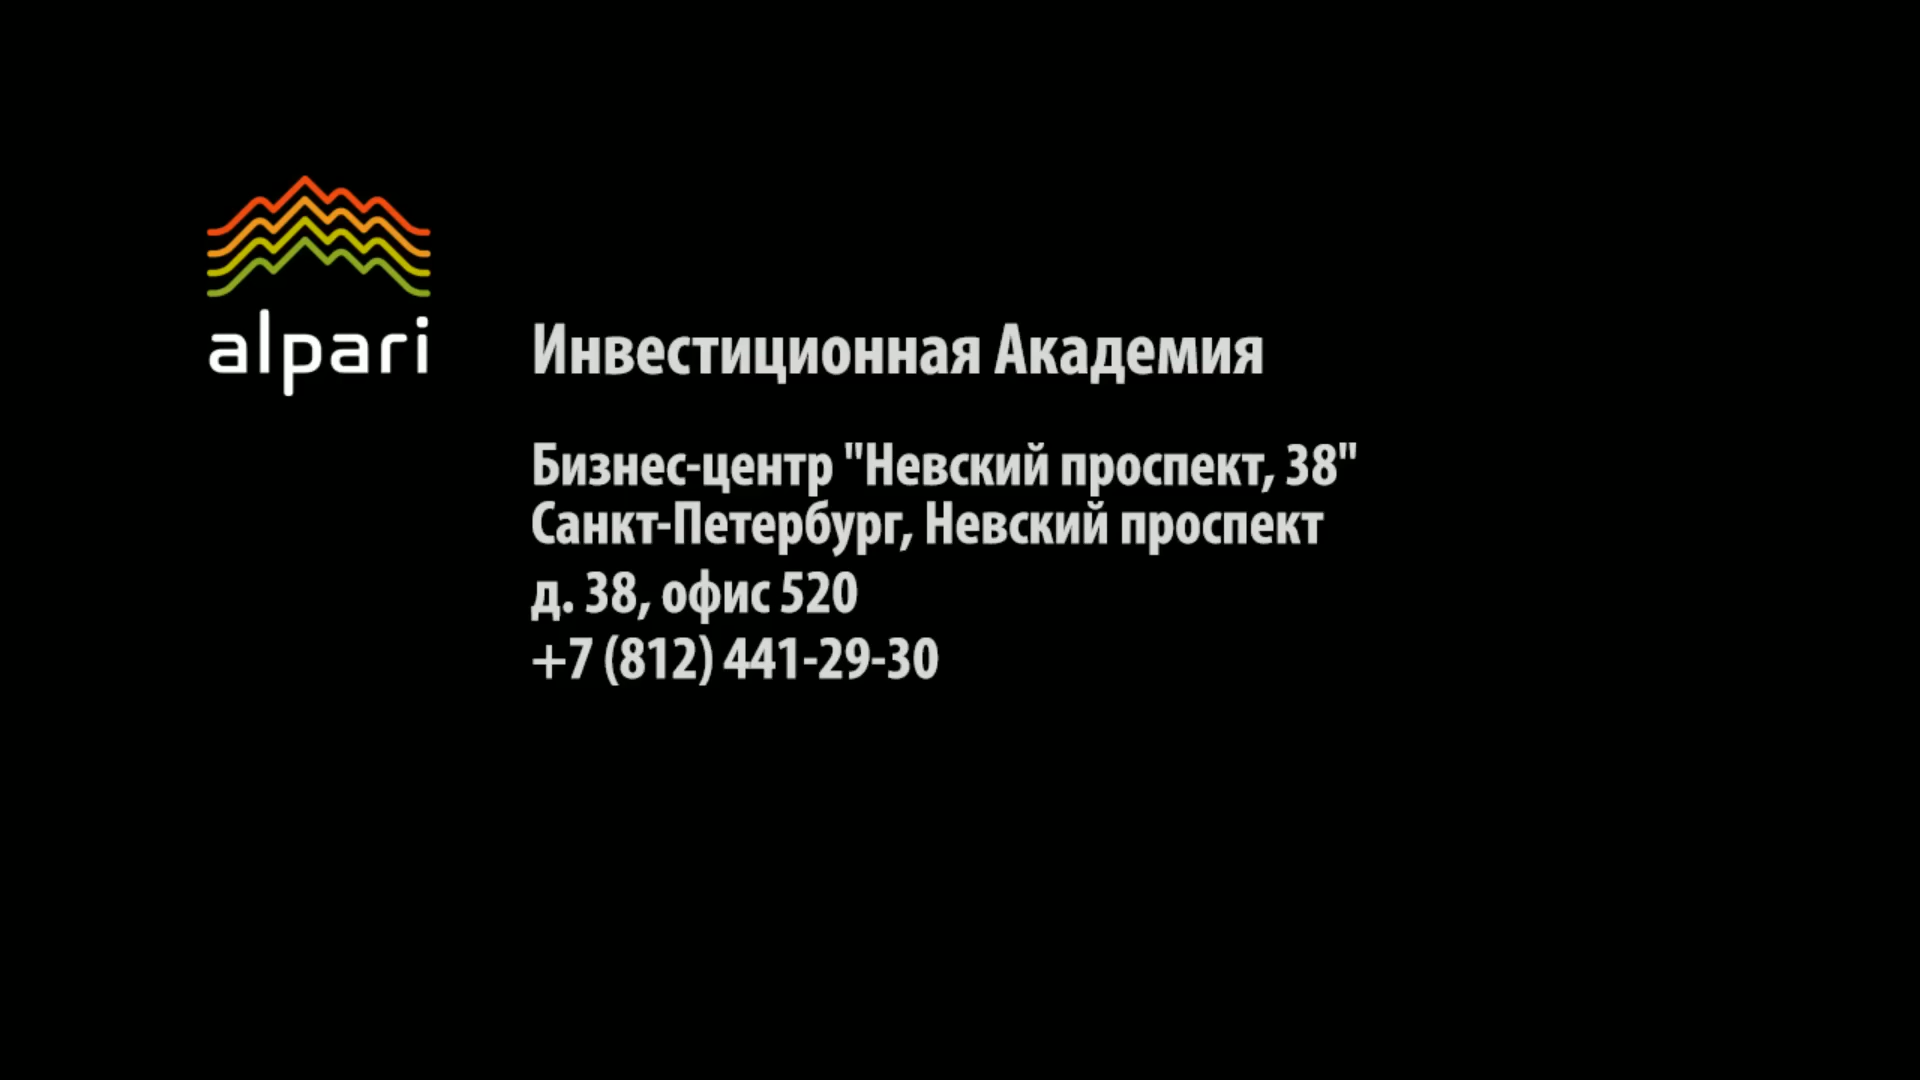 alpari
Инвестиционная Академия
Бизнес-центр "Невский проспект, 38"
Санкт-Петербург, Невский проспект
д. 38, офис 520
+7 (812) 441-29-30